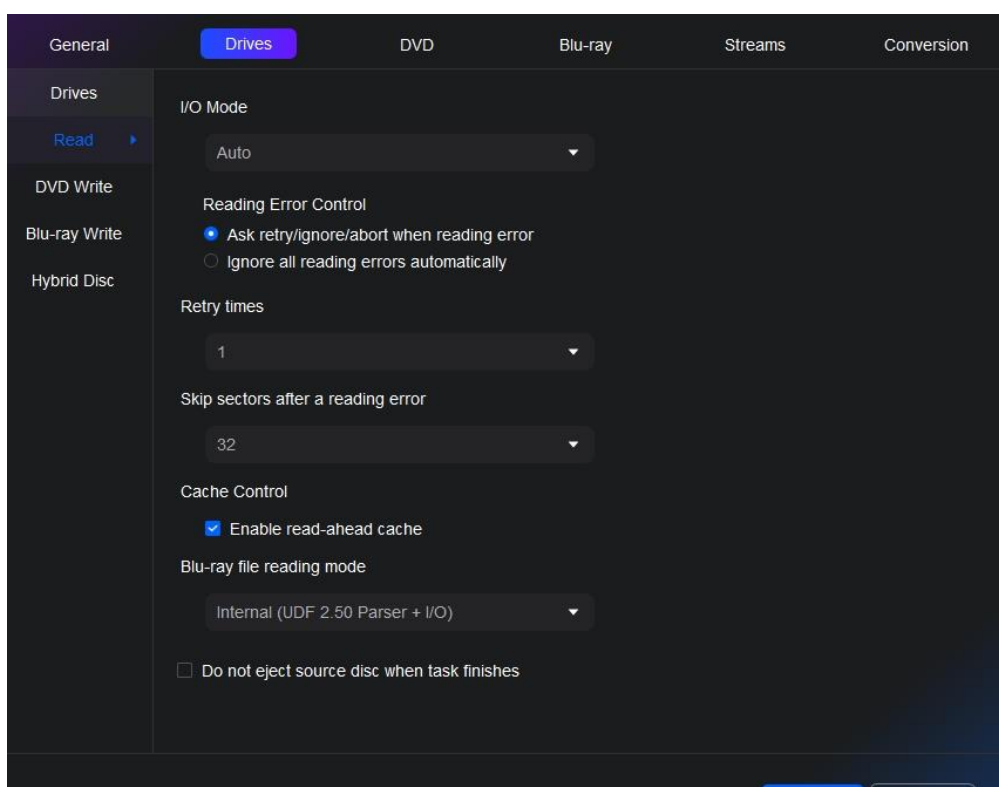 General Drives DVD Blu-ray Streams Conversion
Drives
Read
DVD Write
Blu-ray Write
Hybrid Disc
I/O Mode
Auto
Reading Error Control
Ask retry/ignore/abort when reading error
Ignore all reading errors automatically
Retry times
1
Skip sectors after a reading error
32
Cache Control
Enable read-ahead cache
Blu-ray file reading mode
Internal (UDF 2.50 Parser + I/O)
Do not eject source disc when task finishes